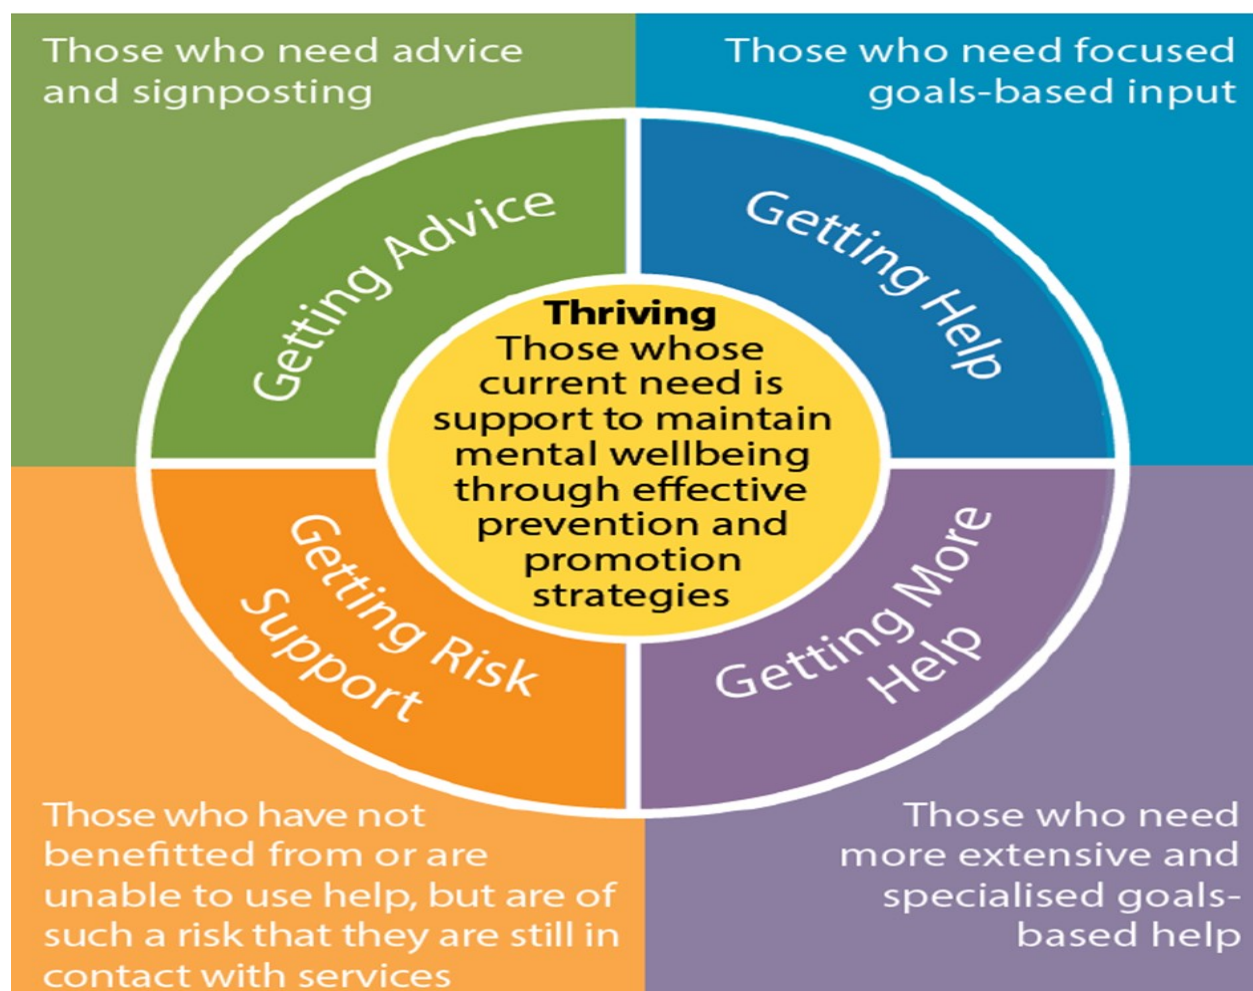 Those who need advice
and signposting
Those who need focused
goals-based input
Getting Advice
Getting Help
Thriving
Those whose
current need is
support to maintain
mental wellbeing
through effective
prevention and
promotion
strategies
Getting Risk
Support
Getting More
Help
Those who have not
benefitted from or are
unable to use help, but are of
such a risk that they are still in
contact with services
Those who need
more extensive and
specialised goals-
based help